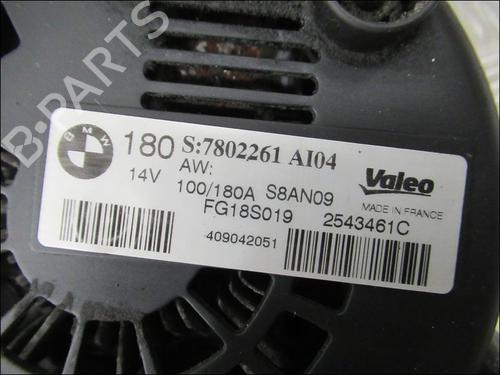 B-PARTS
BMW
180 S:7802261 AI04
AW:
14V 100/180A S8AN09
FG18S019
409042051
Valeo
MADE IN FRANCE
2543461C